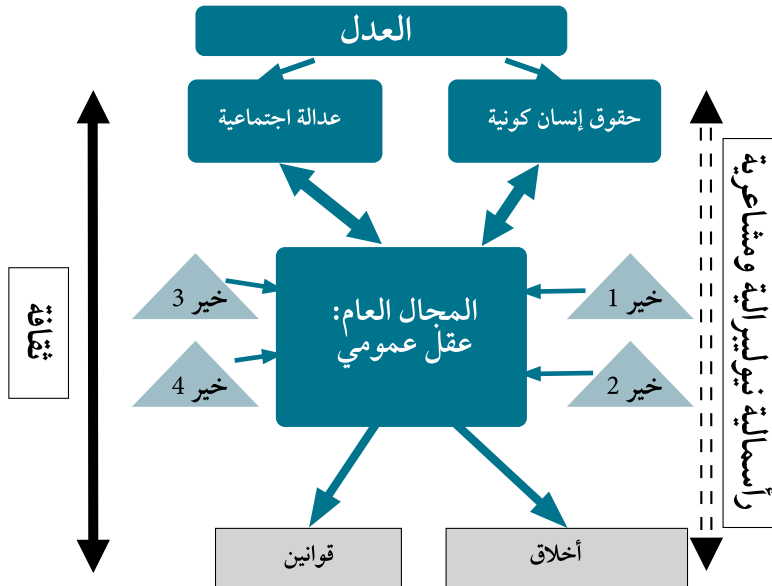 العدل
حقوق إنسان كونية
عدالة اجتماعية
المجال العام:
عقل عمومي
خير 1
خير 2
خير 3
خير 4
أخلاق
قوانين
رأسمالية نيوليبرالية ومشاعرية
ثقافة